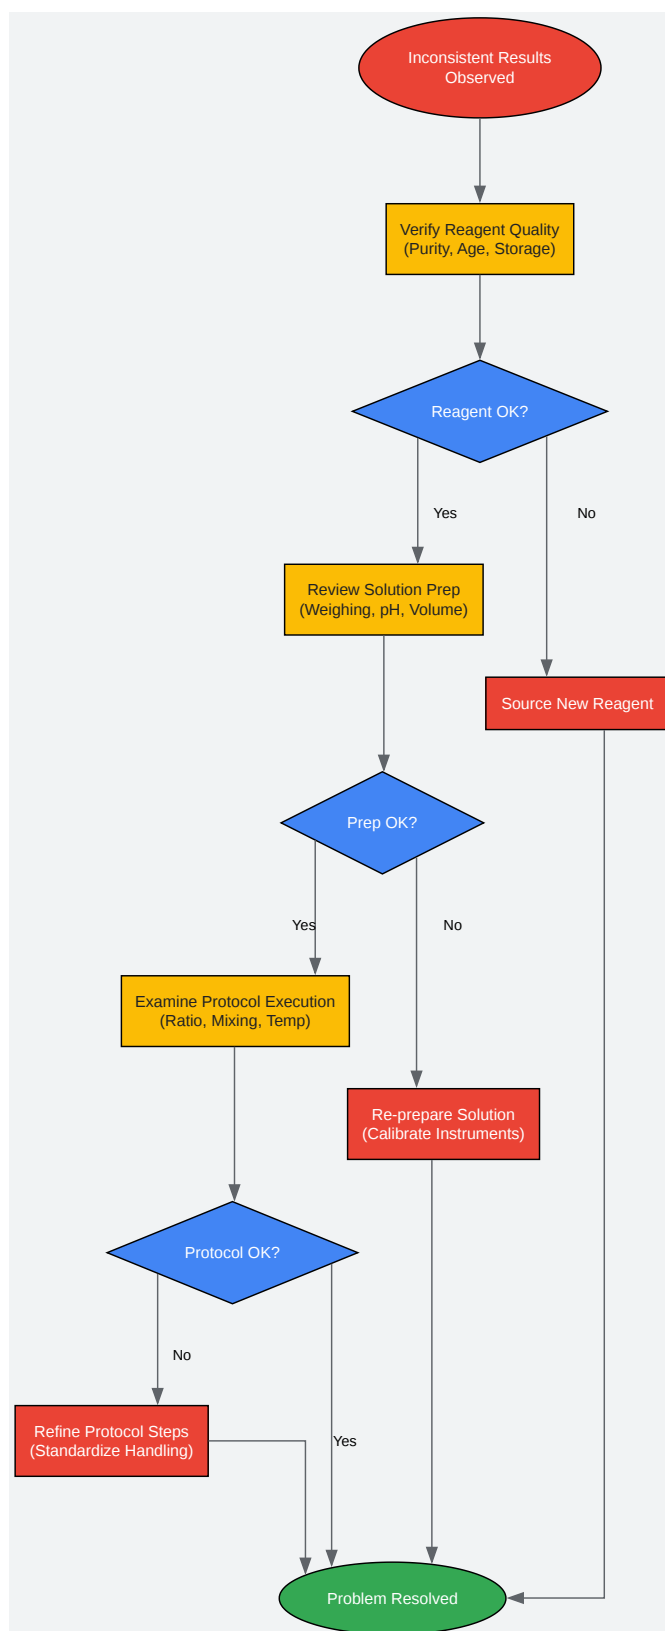 Inconsistent Results
Observed
Verify Reagent Quality
(Purity, Age, Storage)
Reagent OK?
Yes
No
Review Solution Prep
(Weighing, pH, Volume)
Source New Reagent
Prep OK?
Yes
No
Examine Protocol Execution
(Ratio, Mixing, Temp)
Re-prepare Solution
(Calibrate Instruments)
Protocol OK?
No
Refine Protocol Steps
(Standardize Handling)
Yes
Problem Resolved